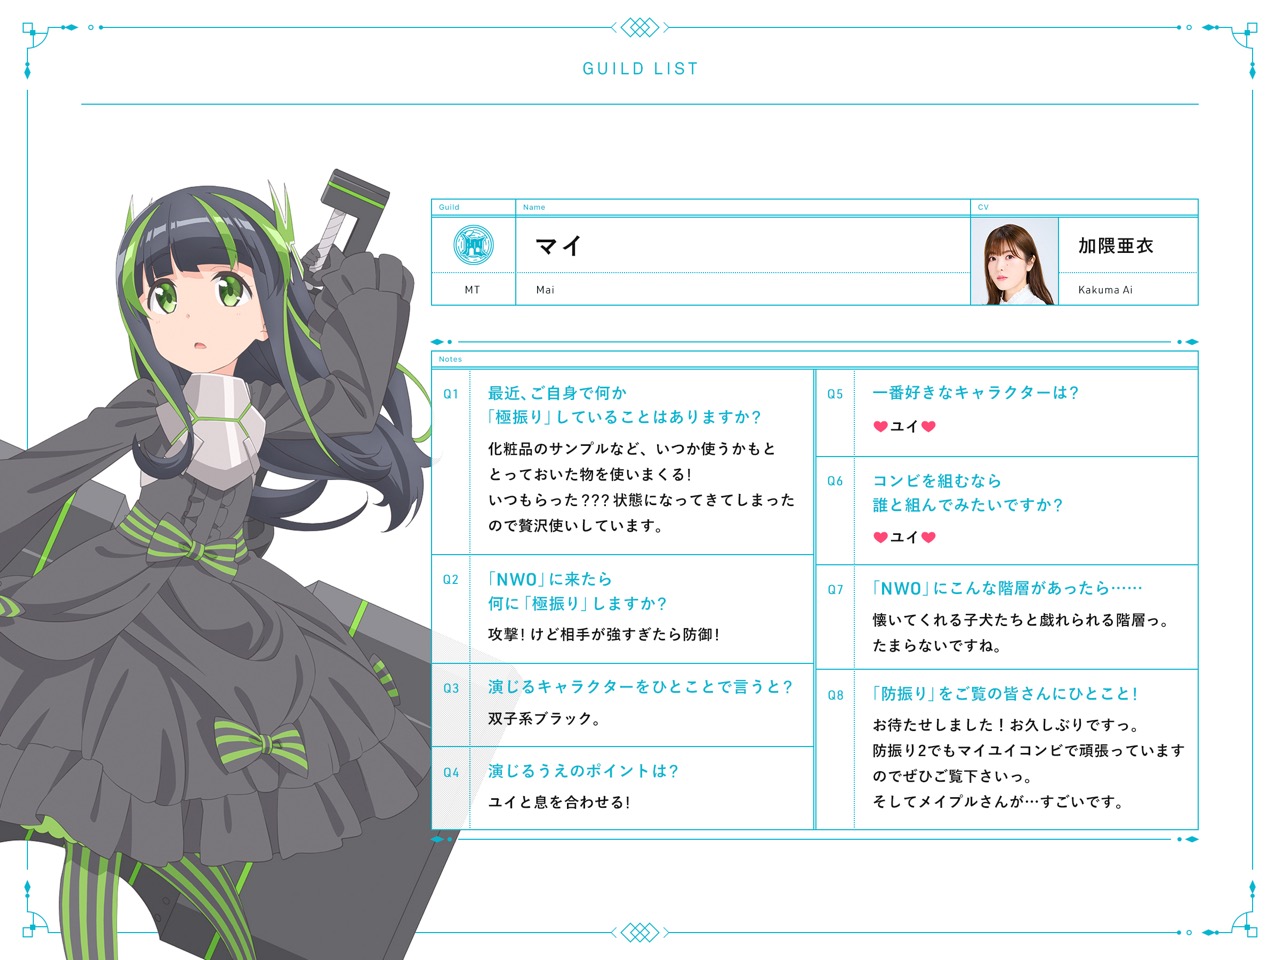 GUILD LIST
Guild
Name
CV
マイ
加隈亜衣
MT
Mai
Kakuma Ai
Notes
Q1
最近、ご自身で何か
「極振り」していることはありますか？
化粧品のサンプルなど、いつか使うかもと
とっておいた物を使いまくる！
いつもらった？？？状態になってきてしまった
ので贅沢使いしています。
Q2
「NWO」に来たら
何に「極振り」しますか？
攻撃！けど相手が強すぎたら防御！
Q3
演じるキャラクターをひとことで言うと？
双子系ブラック。
Q4
演じるうえのポイントは？
ユイと息を合わせる！
Q5
一番好きなキャラクターは？
♥ユイ♥
Q6
コンビを組むなら
誰と組んでみたいですか？
♥ユイ♥
Q7
「NWO」にこんな階層があったら……
懐いてくれる子犬たちと戯れられる階層っ。
たまらないですね。
Q8
「防振り」をご覧の皆さんにひとこと！
お待たせしました！お久しぶりですっ。
防振り2でもマイユイコンビで頑張っています
のでぜひご覧下さいっ。
そしてメイプルさんが…すごいです。